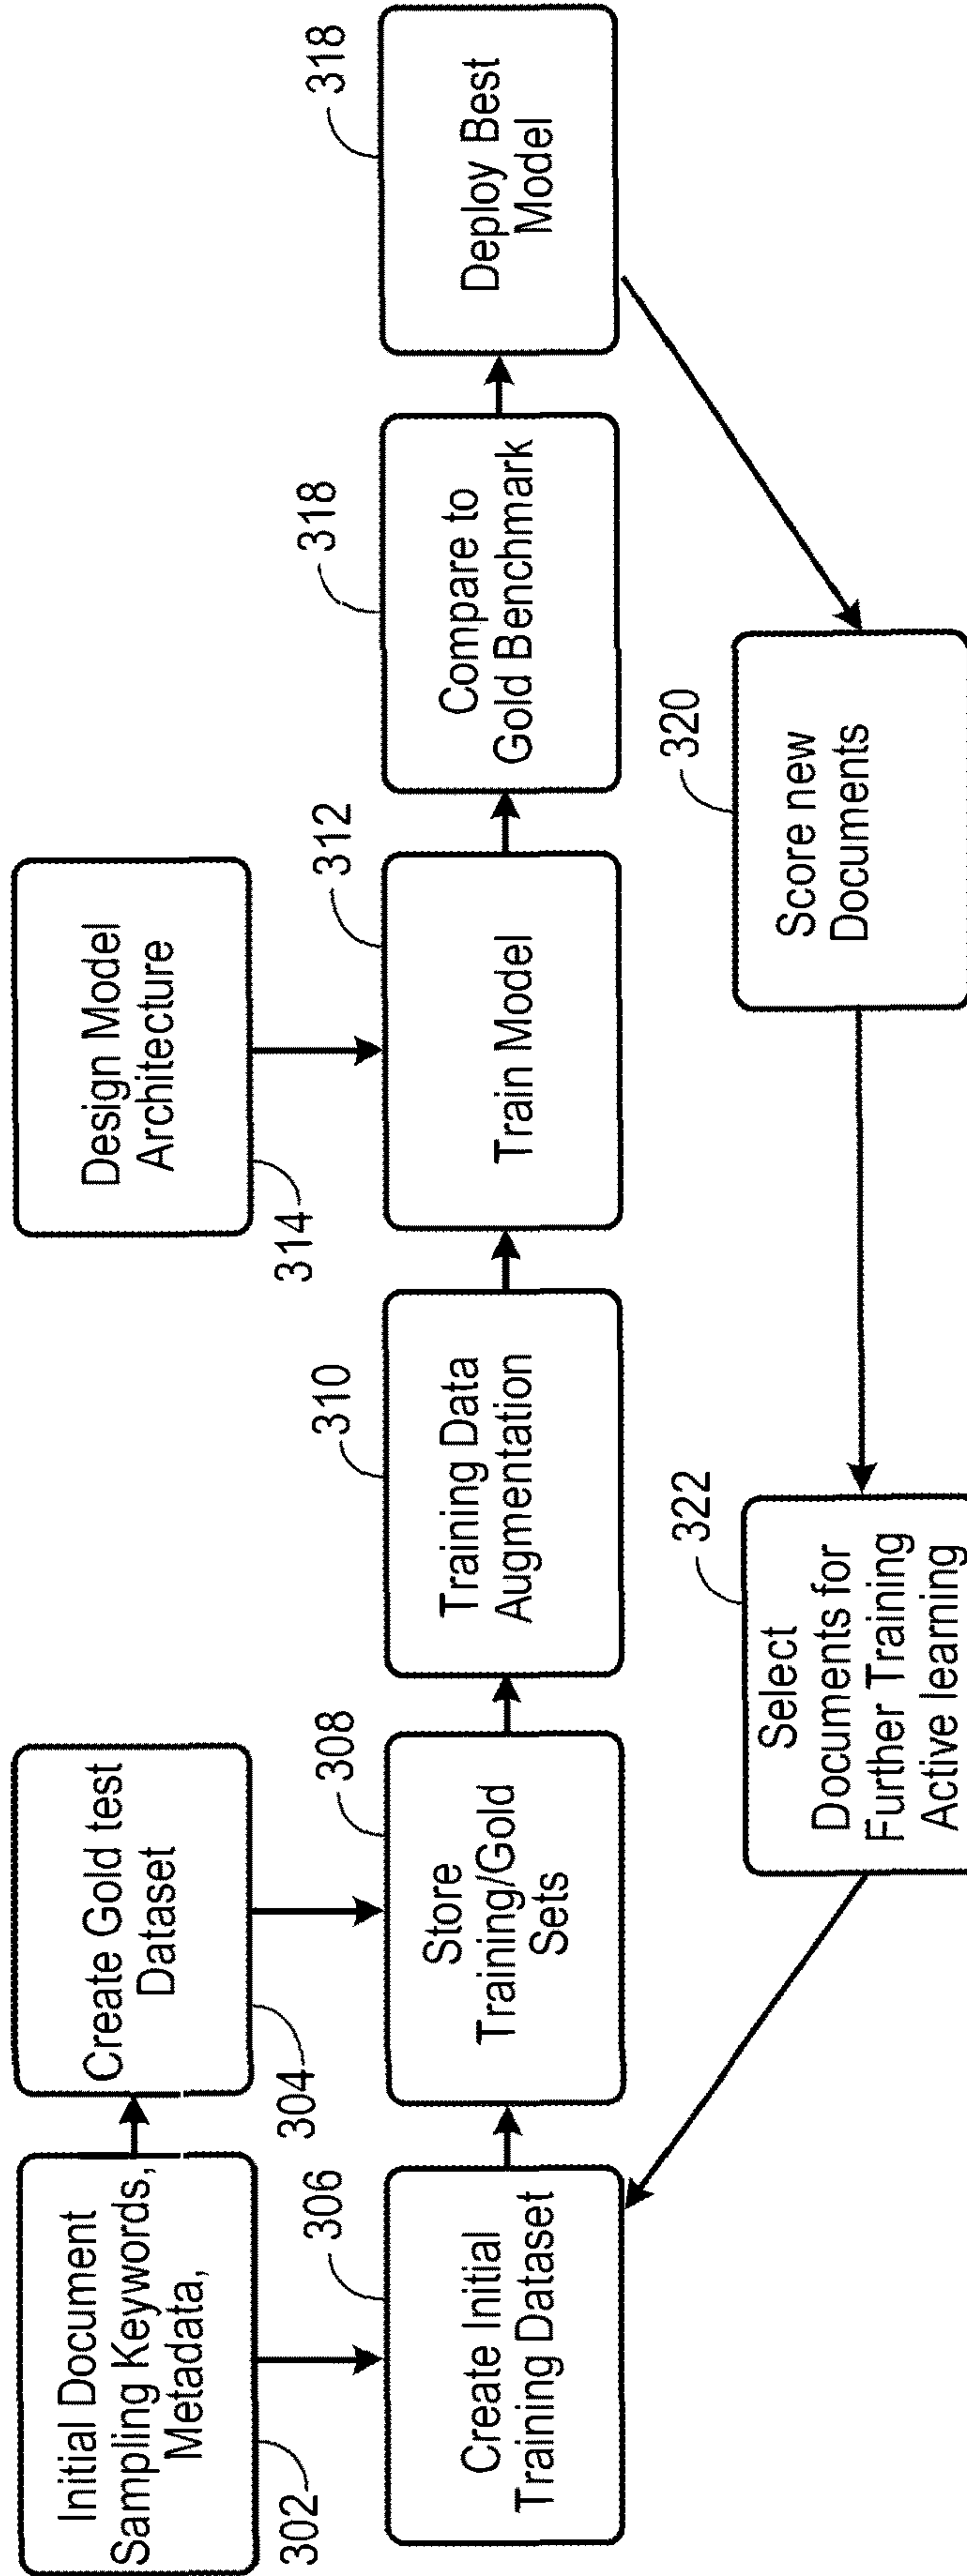 Initial Document
Sampling Keywords,
Metadata,
302
Create Gold test
Dataset
304
Design Model
Architecture
314
306
Create Initial
Training Dataset
308
Store
Training/Gold
Sets
310
Training Data
Augmentation
312
Train Model
318
Compare to
Gold Benchmark
318
Deploy Best
Model
322
Select
Documents for
Further Training
Active learning
320
Score new
Documents